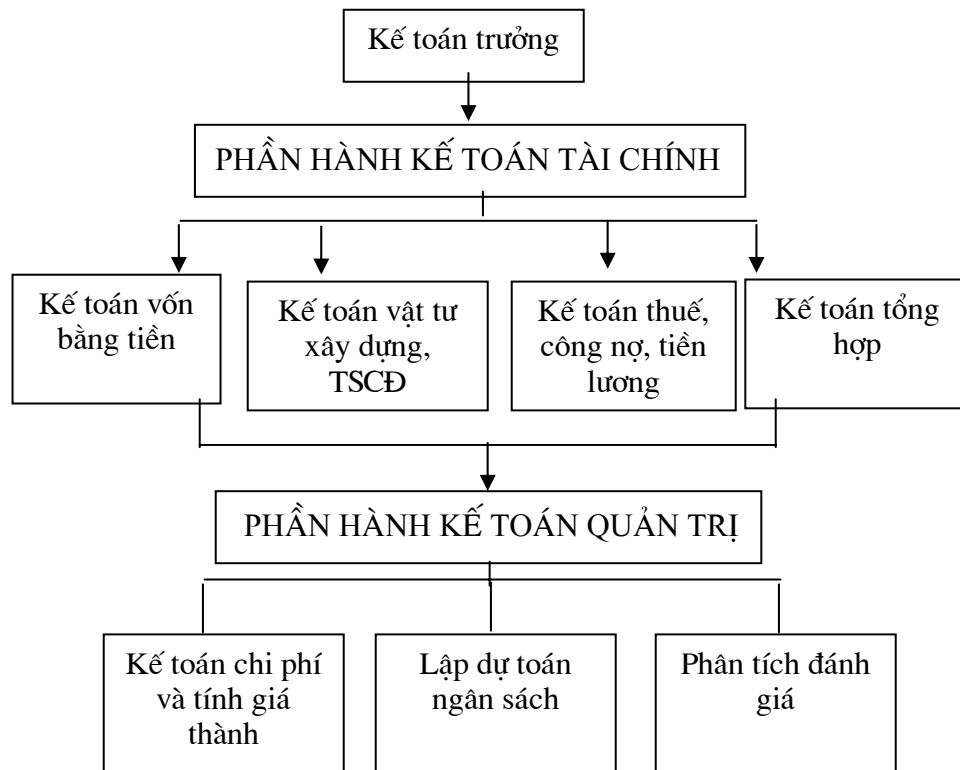 Kế toán trưởng
PHẦN HÀNH KẾ TOÁN TÀI CHÍNH
Kế toán vốn
bằng tiền
Kế toán vật tư
xây dựng,
TSCĐ
Kế toán thuế,
công nợ, tiền
lương
Kế toán tổng
hợp
PHẦN HÀNH KẾ TOÁN QUẢN TRỊ
Kế toán chi phí
và tính giá
thành
Lập dự toán
ngân sách
Phân tích đánh
giá